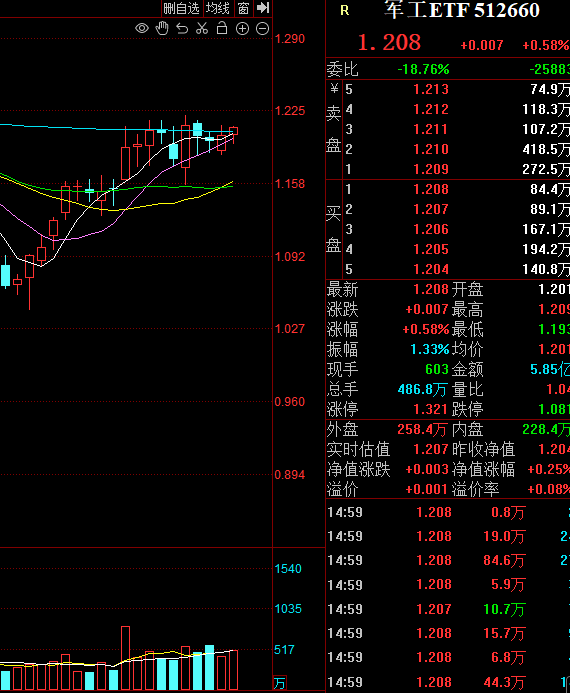 删自选 均线 窗
R 军工ETF 512660
1.208 +0.007 +0.58%
委比 -18.76% -25883
¥ 5 1.213 74.9万
卖盘
4 1.212 118.3万
3 1.211 107.2万
2 1.210 418.5万
1 1.209 272.5万
买盘
1 1.208 84.4万
2 1.207 89.1万
3 1.206 167.1万
4 1.205 194.2万
5 1.204 140.8万
最新 1.208 开盘 1.201
涨跌 +0.007 最高 1.209
涨幅 +0.58% 最低 1.193
振幅 1.33% 均价 1.201
现手 603 金额 5.85亿
总手 486.8万 量比 1.04
涨停 1.321 跌停 1.081
外盘 258.4万 内盘 228.4万
实时估值 1.207 昨收净值 1.204
净值涨跌 +0.003 净值涨幅 +0.25%
溢价 +0.001 溢价率 +0.08%
14:59 1.208 0.8万
14:59 1.208 19.0万
14:59 1.208 84.6万
14:59 1.208 5.9万
14:59 1.207 10.7万
14:59 1.208 15.7万
14:59 1.208 6.8万
14:59 1.208 44.3万
1.290
1.225
1.158
1.092
1.027
0.960
0.894
1540
1035
517
万